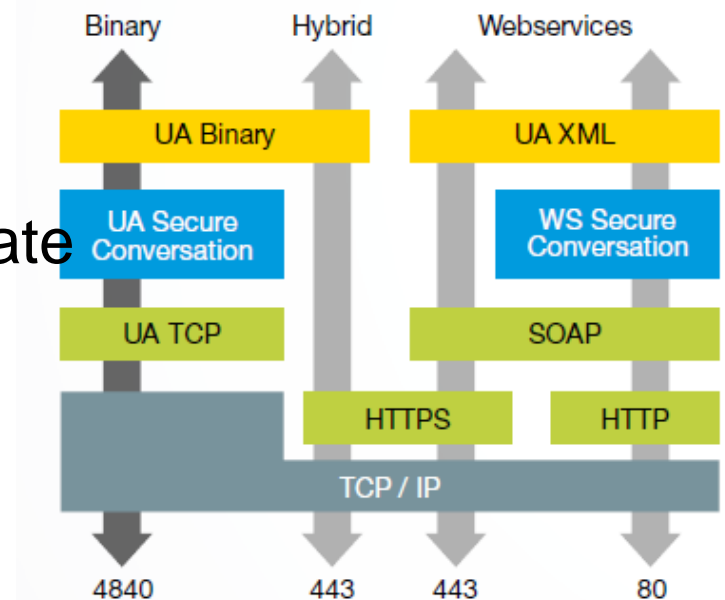 Binary Hybrid Webservices
UA Binary UA XML
UA Secure WS Secure
Conversation Conversation
ate
UA TCP SOAP
HTTPS HTTP
TCP / IP
4840 443 443 80